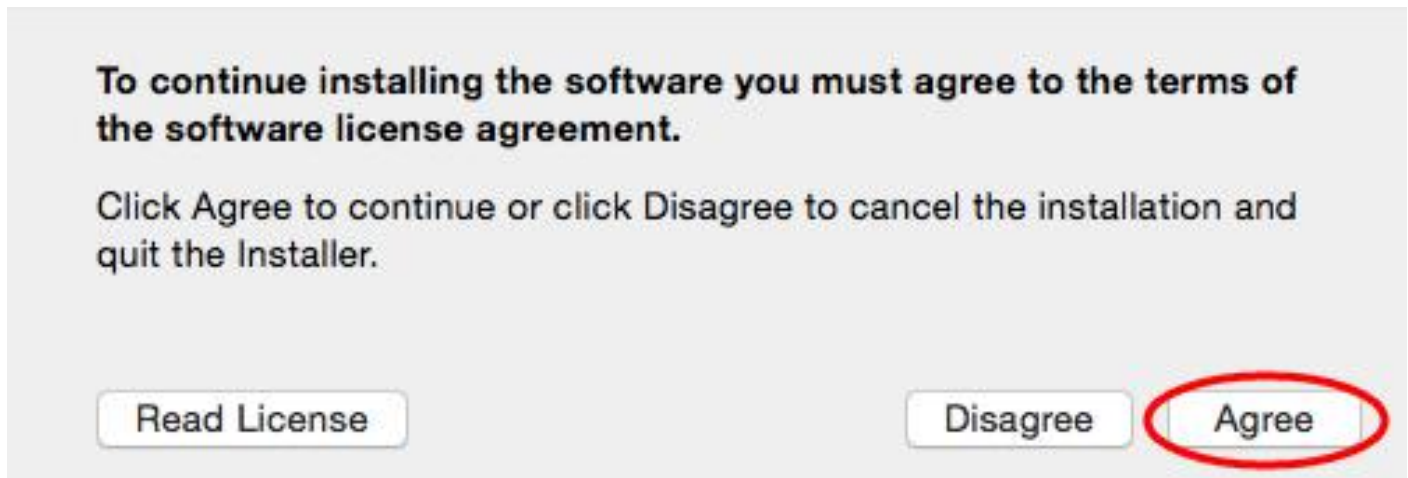 To continue installing the software you must agree to the terms of
the software license agreement.
Click Agree to continue or click Disagree to cancel the installation and
quit the Installer.
Read License Disagree Agree